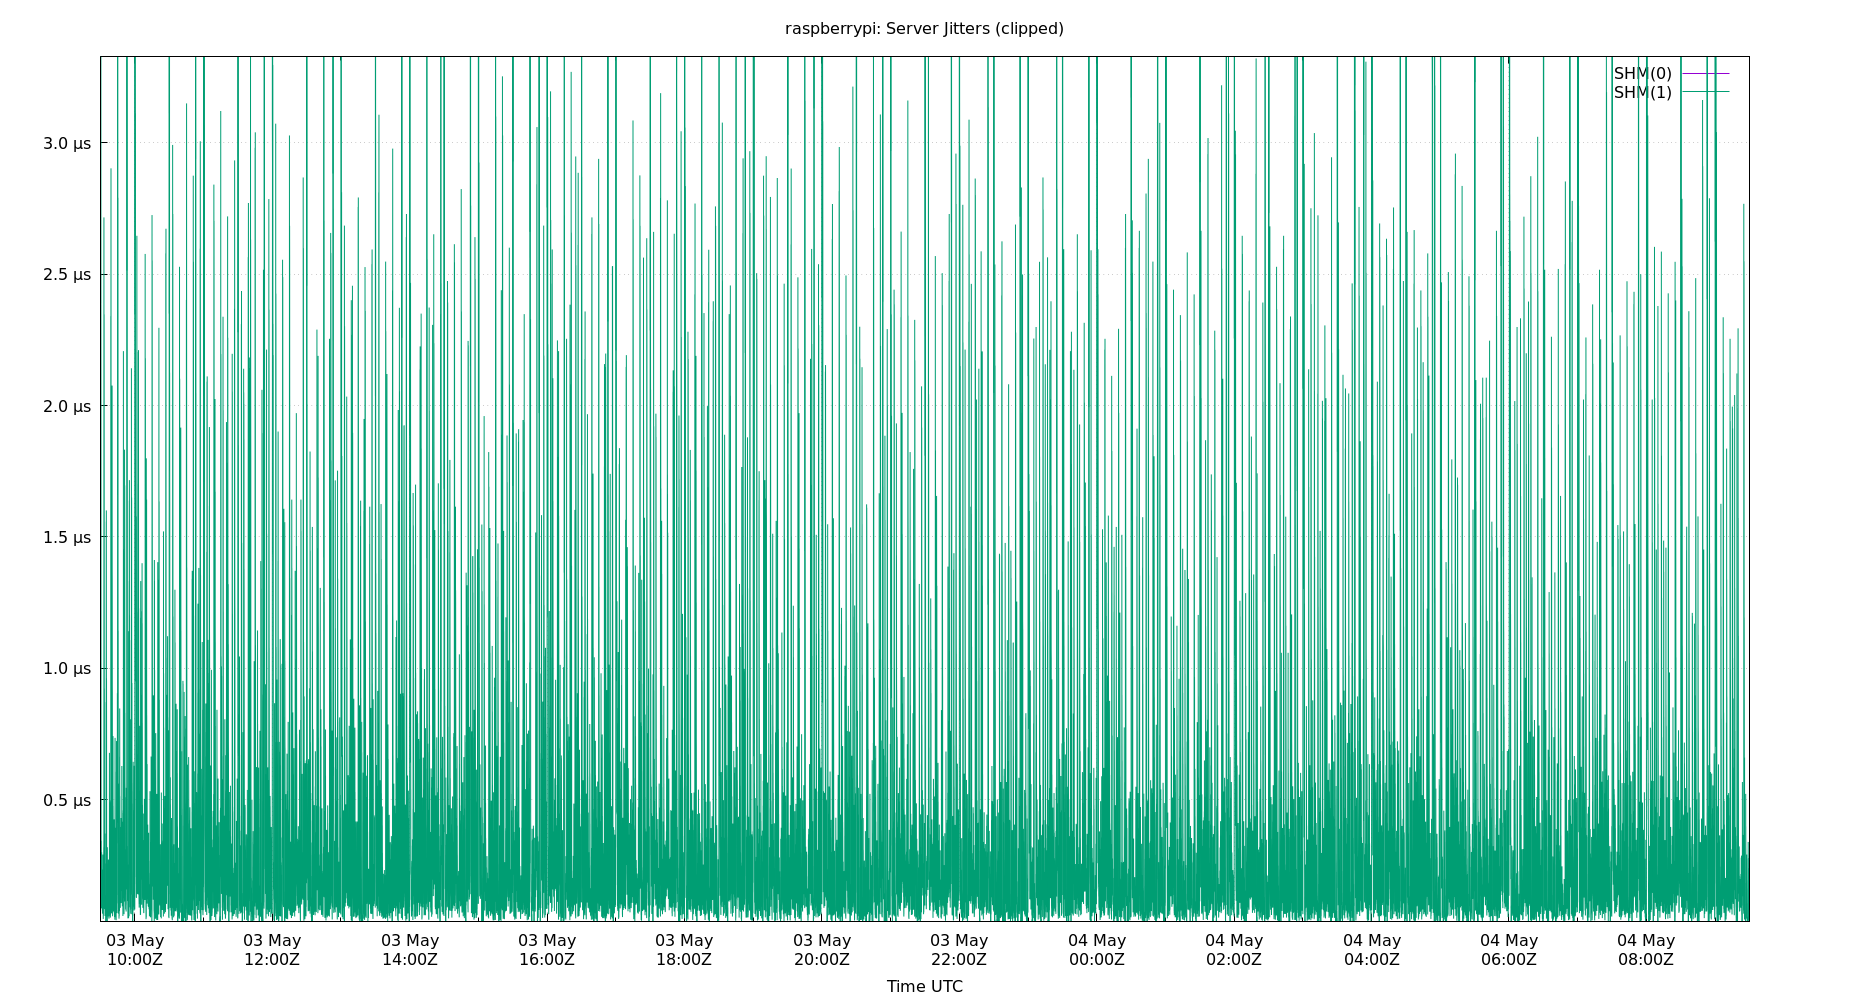 raspberrypi: Server Jitters (clipped)
SHM(0)
SHM(1)
3.0 µs
2.5 µs
2.0 µs
1.5 µs
1.0 µs
0.5 µs
03 May 03 May 03 May 03 May 03 May 03 May 03 May 04 May 04 May 04 May 04 May 04 May
10:00Z 12:00Z 14:00Z 16:00Z 18:00Z 20:00Z 22:00Z 00:00Z 02:00Z 04:00Z 06:00Z 08:00Z
Time UTC